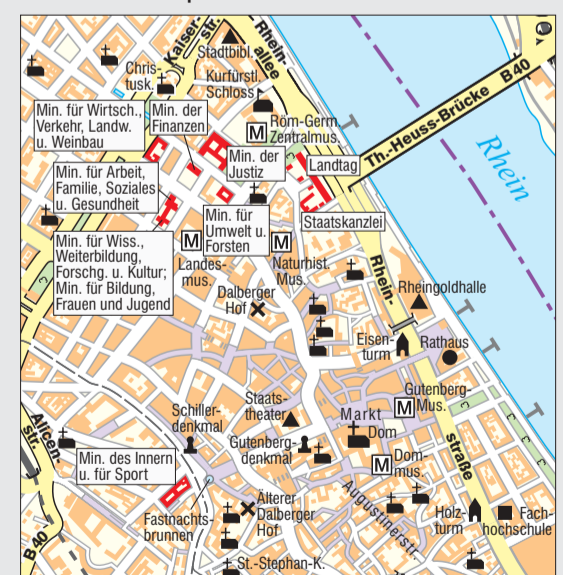 Kaiser-
str.
Rhein-
allee
Stadtbibl.
Chris-
tusk.
Kurfürstl.
Schloss
Th.-Heuss-Brücke B 40
Rhein
Min. für Wirtsch.,
Verkehr, Landw.
u. Weinbau
Min. der
Finanzen
M
Röm-Germ.
Zentralmus.
Min. der
Justiz
Landtag
Min. für Arbeit,
Familie, Soziales
u. Gesundheit
Min. für
Umwelt u.
Forsten
Staatskanzlei
Min. für Wiss.,
Weiterbildung,
Forschg. u. Kultur;
Min. für Bildung,
Frauen und Jugend
M
Landes-
mus.
M
Naturhist.
Mus.
Dalberger
Hof
Rhein-
Rheingoldhalle
Eisen-
turm
Rathaus
Schiller-
denkmal
Staats-
theater
Gutenberg-
M Mus.
Markt
Dom
Gutenberg-
denkmal
M
Dom-
mus.
straße
Alicen-
str.
Min. des Innern
u. für Sport
Fastnachts-
brunnen
Älterer
Dalberger
Hof
Augustinerstr.
Holz-
turm
Fach-
hochschule
B 40
St.-Stephan-K.